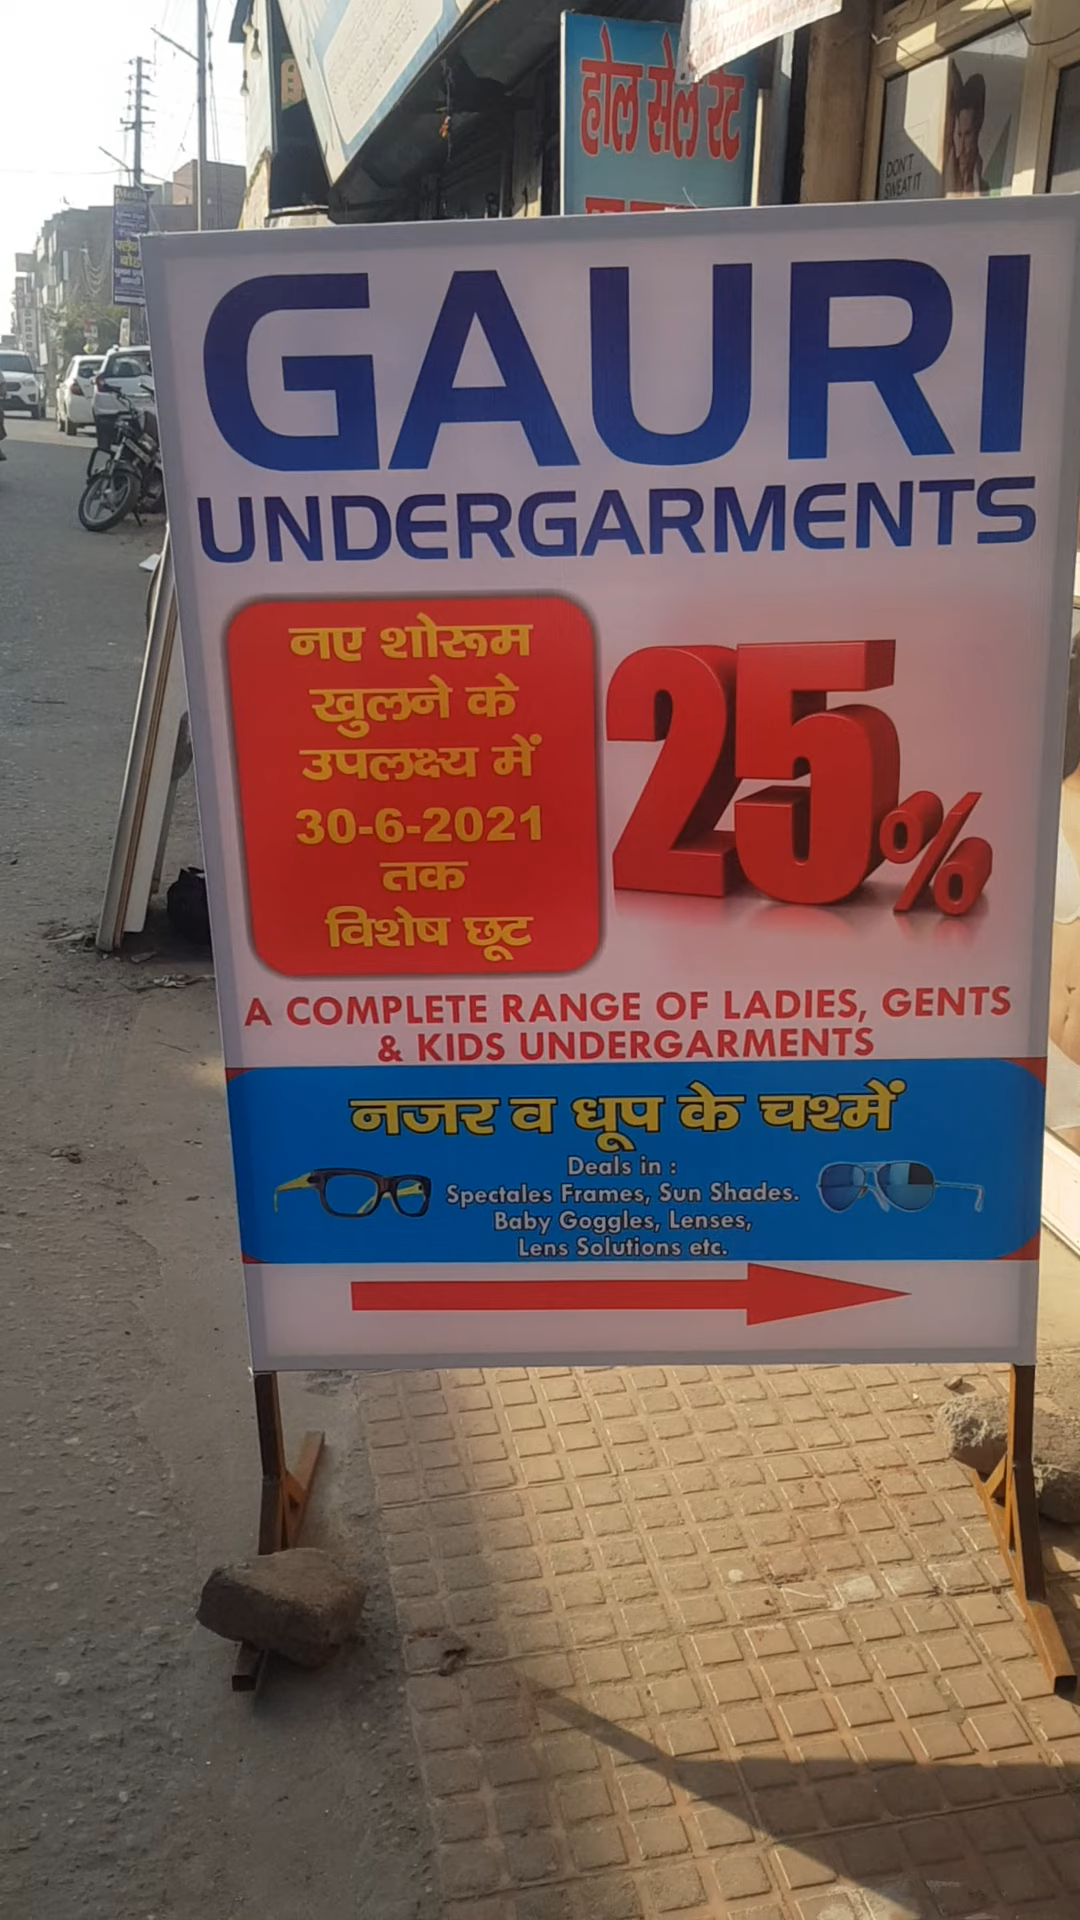 होल सेल रेट
DON'T
SWEAT IT
GAURI
UNDERGARMENTS
नए शोरूम
खुलने के
उपलक्ष्य में
30-6-2021
तक
विशेष छूट
25%
A COMPLETE RANGE OF LADIES, GENTS
& KIDS UNDERGARMENTS
नजर व धूप के चश्में
Deals in :
Spectales Frames, Sun Shades.
Baby Goggles, Lenses,
Lens Solutions etc.